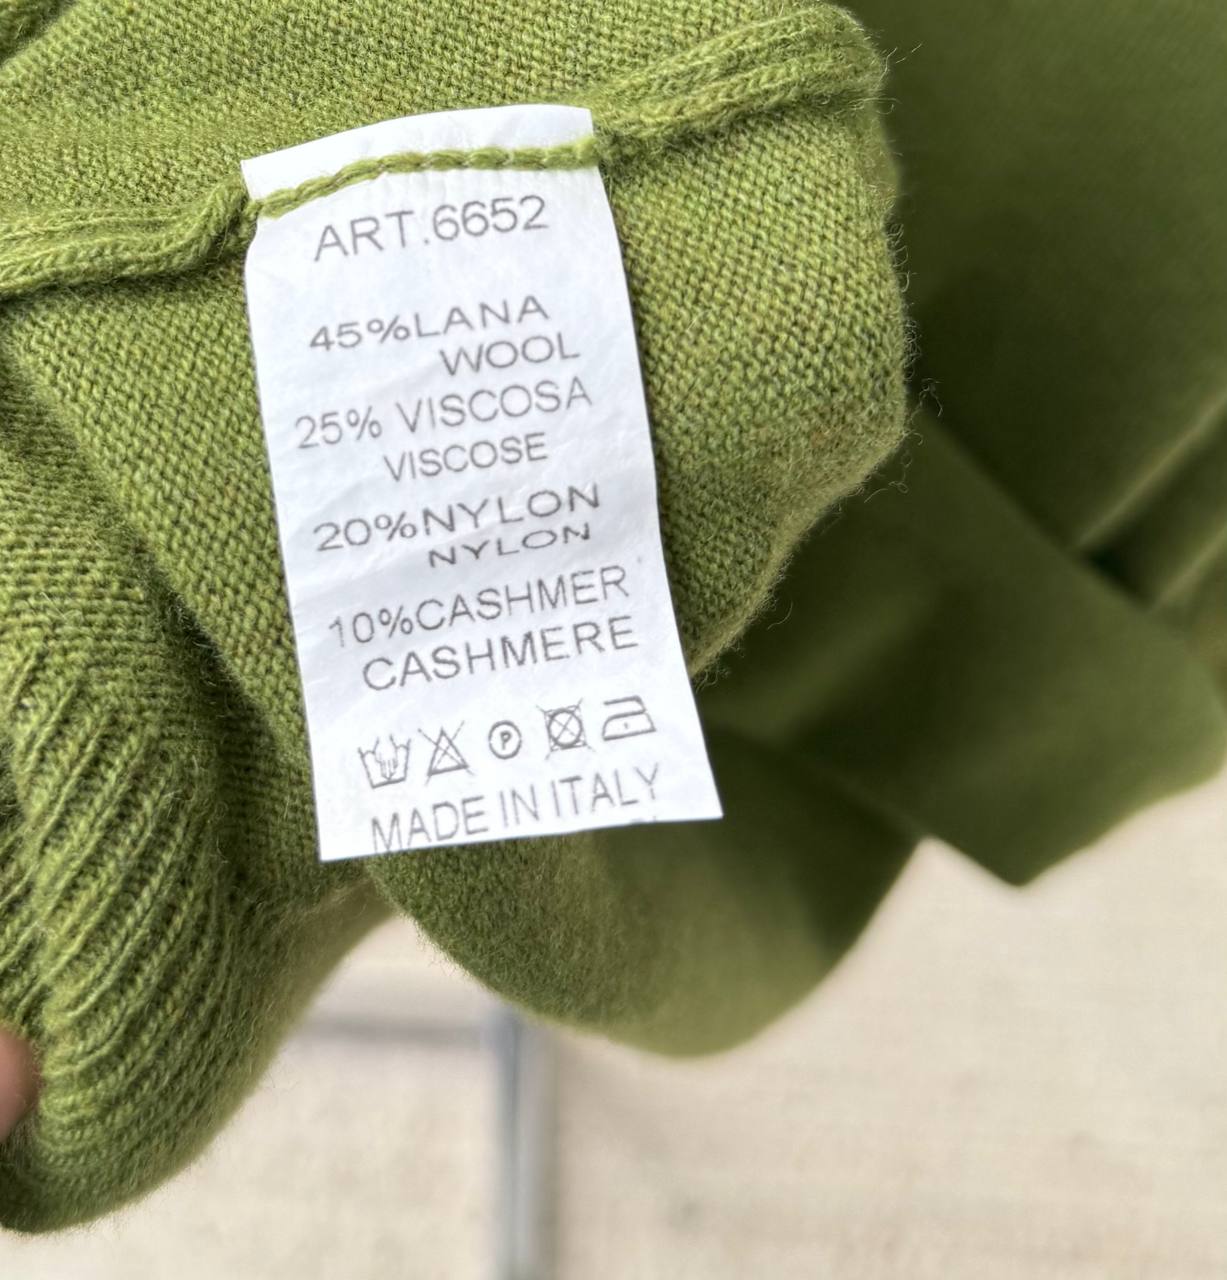 ART.6652
45%LANA
WOOL
25% VISCOSA
VISCOSE
20%NYLON
NYLON
10%CASHMER
CASHMERE
P
MADE IN ITALY